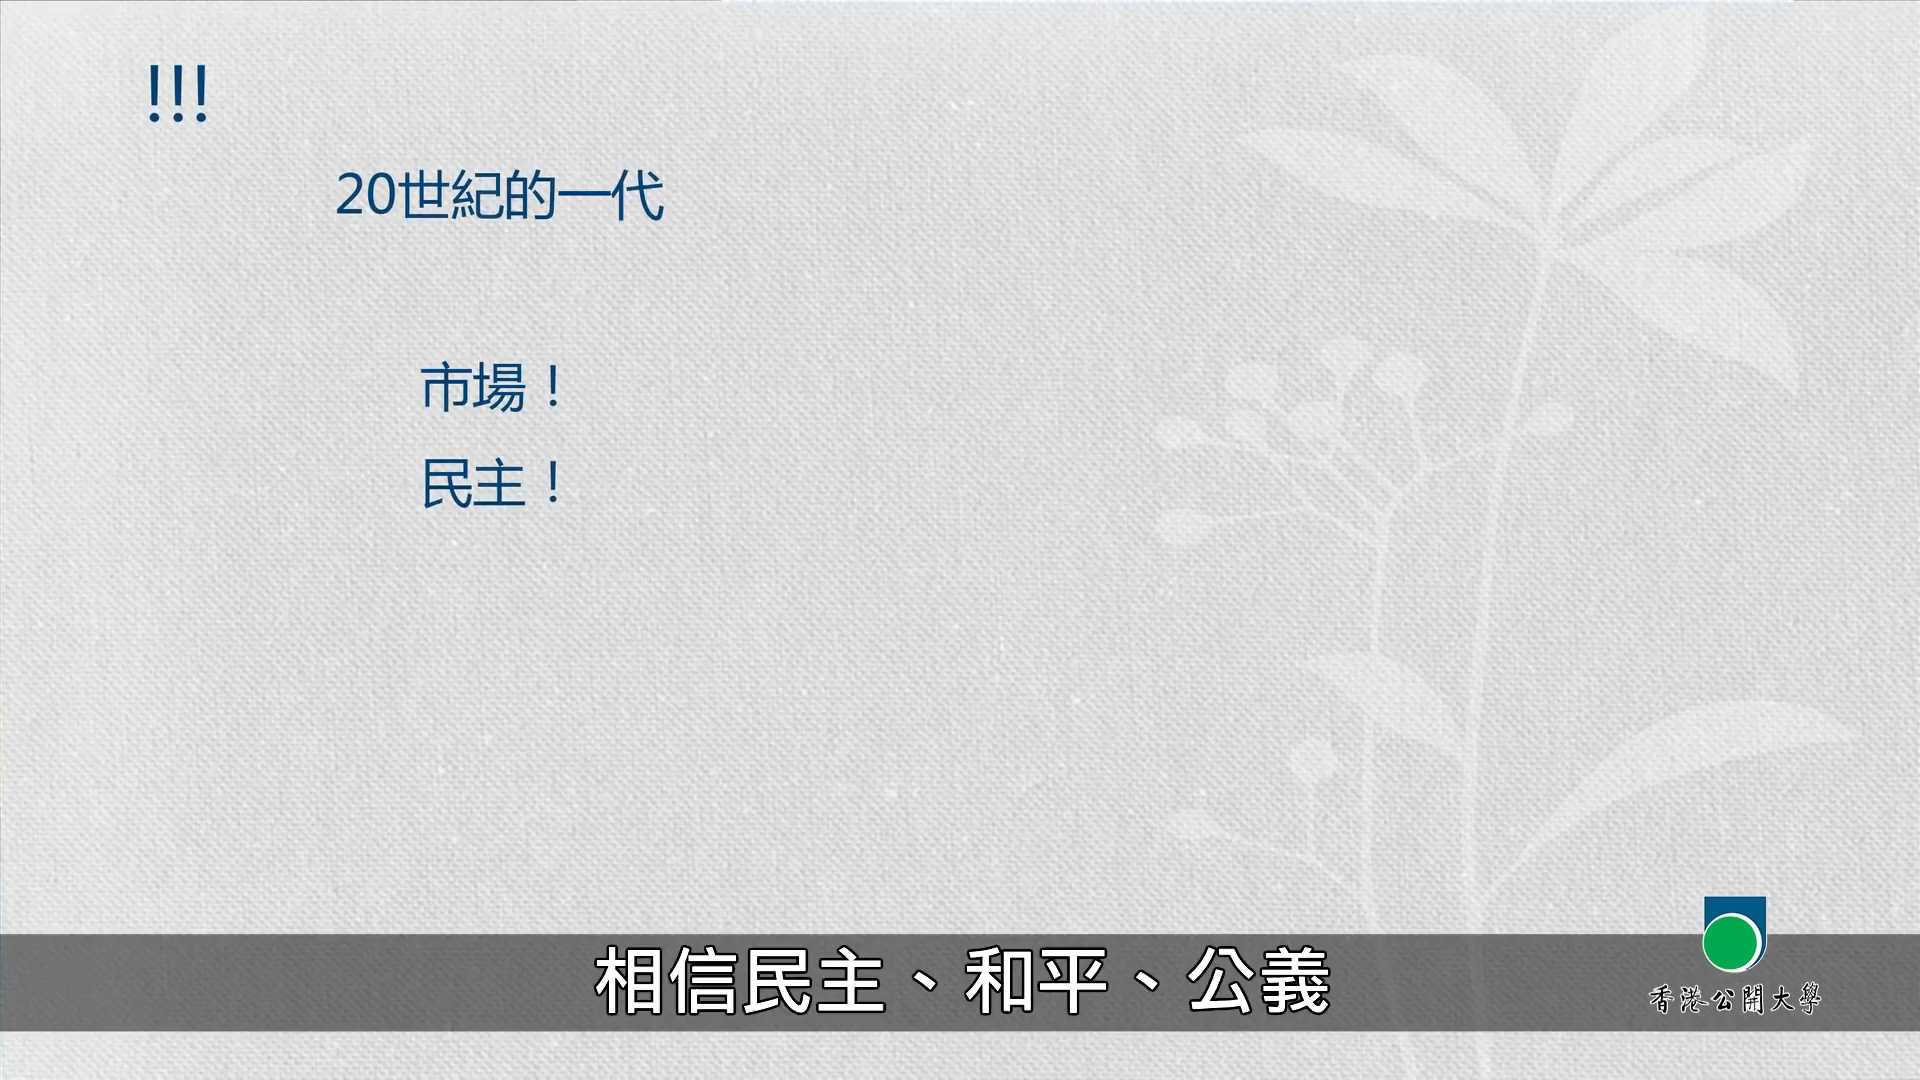 !!!
20世紀的一代
市場！
民主！
相信民主、和平、公義
香港公開大學